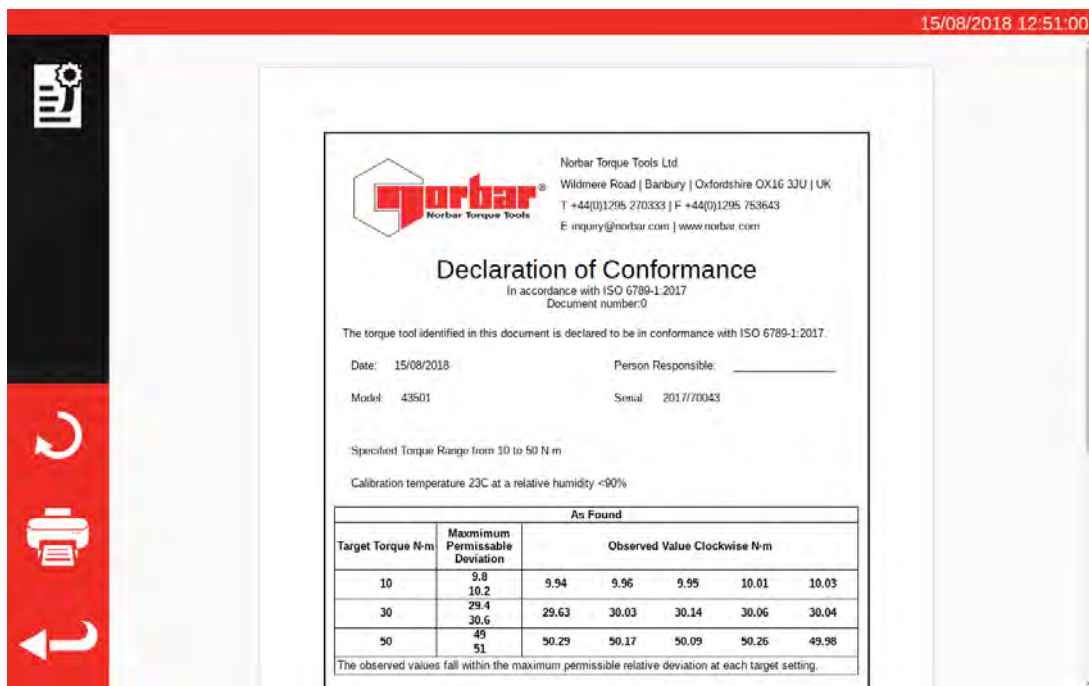 15/08/2018 12:51:00
norbar®
Norbar Torque Tools
Norbar Torque Tools Ltd
Wildmere Road | Banbury | Oxfordshire OX16 3JU | UK
T +44(0)1295 270333 | F +44(0)1295 753643
E inquiry@norbar.com | www.norbar.com
Declaration of Conformance
In accordance with ISO 6789-1:2017
Document number:0
The torque tool identified in this document is declared to be in conformance with ISO 6789-1:2017.
Date: 15/08/2018 Person Responsible:
Model 43501 Serial 2017/70043
Specified Torque Range from 10 to 50 N·m
Calibration temperature 23C at a relative humidity <90%
As Found
Target Torque N·m Maxmimum Permissable Deviation Observed Value Clockwise N·m
10 9.8 10.2 9.94 9.96 9.95 10.01 10.03
30 29.4 30.6 29.63 30.03 30.14 30.06 30.04
50 49 51 50.29 50.17 50.09 50.26 49.98
The observed values fall within the maximum permissible relative deviation at each target setting.